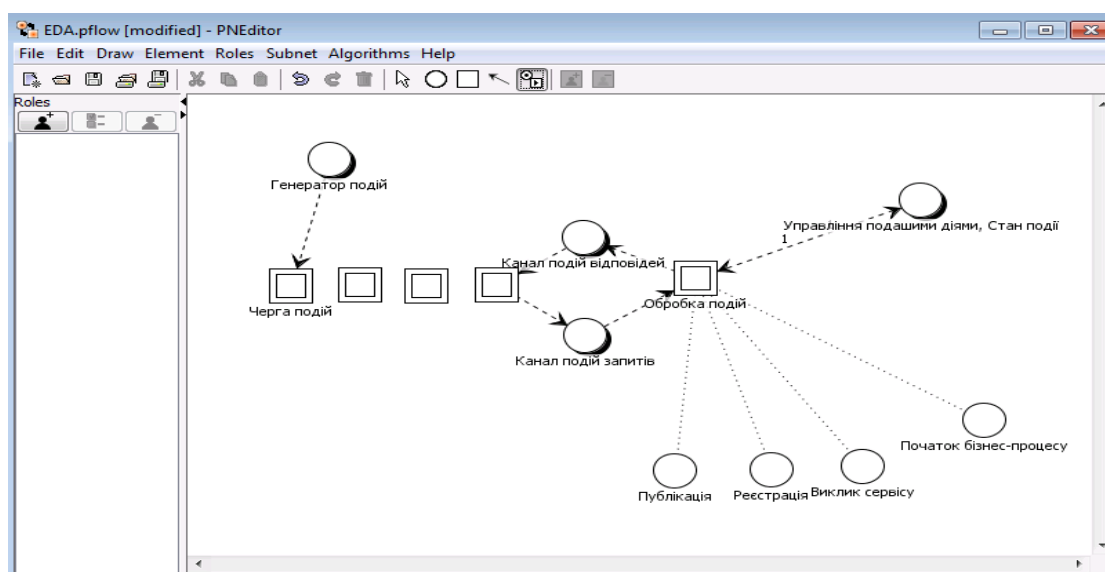 EDA.pflow [modified] - PNEditor
File Edit Draw Element Roles Subnet Algorithms Help
Roles
Генератор подій
Управління подашими діями, Стан події
1
Канал подій відповідей
Черга подій
Обробка подій
Канал подій запитів
Початок бізнес-процесу
Публікація
Реєстрація
Виклик сервісу